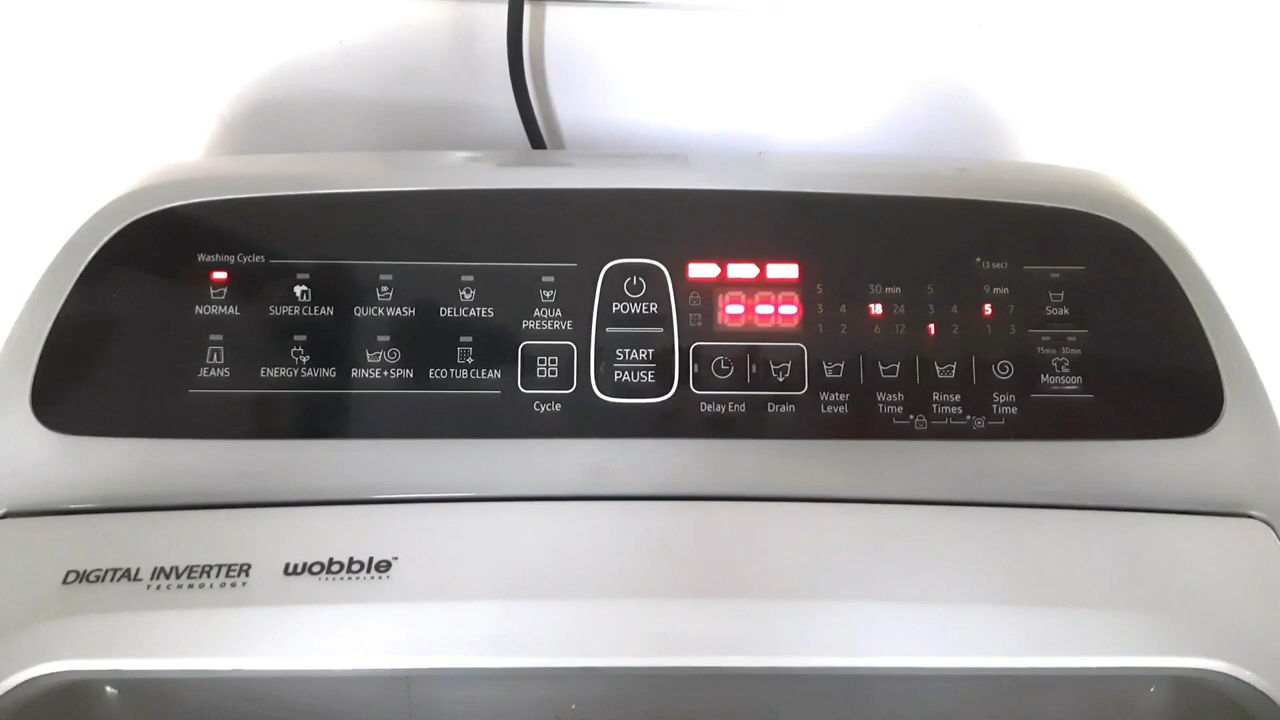 Washing Cycles
NORMAL
SUPER CLEAN
QUICK WASH
DELICATES
AQUA
PRESERVE
JEANS
ENERGY SAVING
RINSE+SPIN
ECO TUB CLEAN
Cycle
POWER
START
PAUSE
Delay End
Drain
5
3 4
1 2
30 min
18 24
6 12
5
3 4
1 2
9 min
5 7
1 3
Water
Level
Wash
Time
Rinse
Times
Spin
Time
*(3 sec)
Soak
15min 30min
Monsoon
DIGITAL INVERTER
TECHNOLOGY
wobble™
TECHNOLOGY